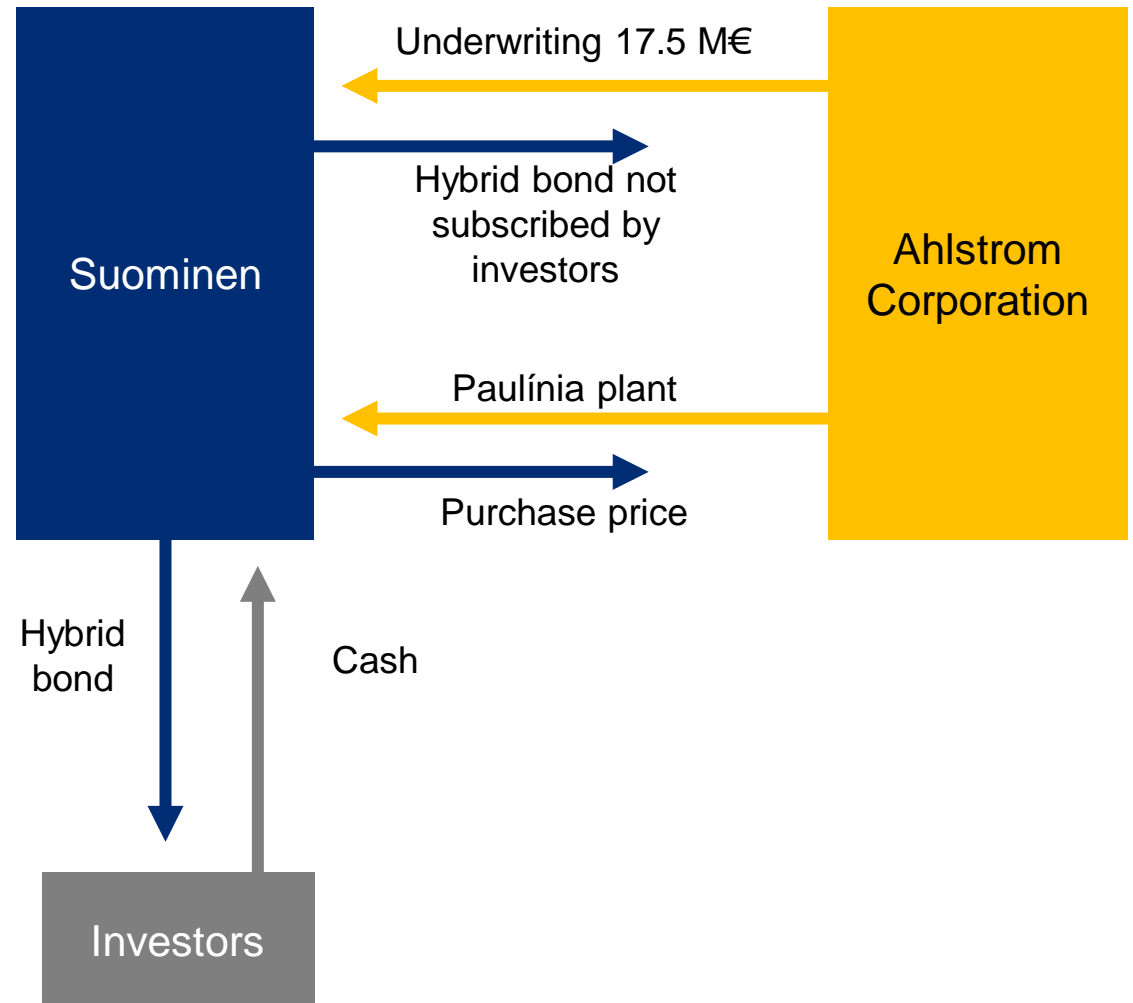 Underwriting 17.5 M€
Hybrid bond not
subscribed by
investors
Suominen
Ahlstrom
Corporation
Paulínia plant
Purchase price
Hybrid
bond
Cash
Investors